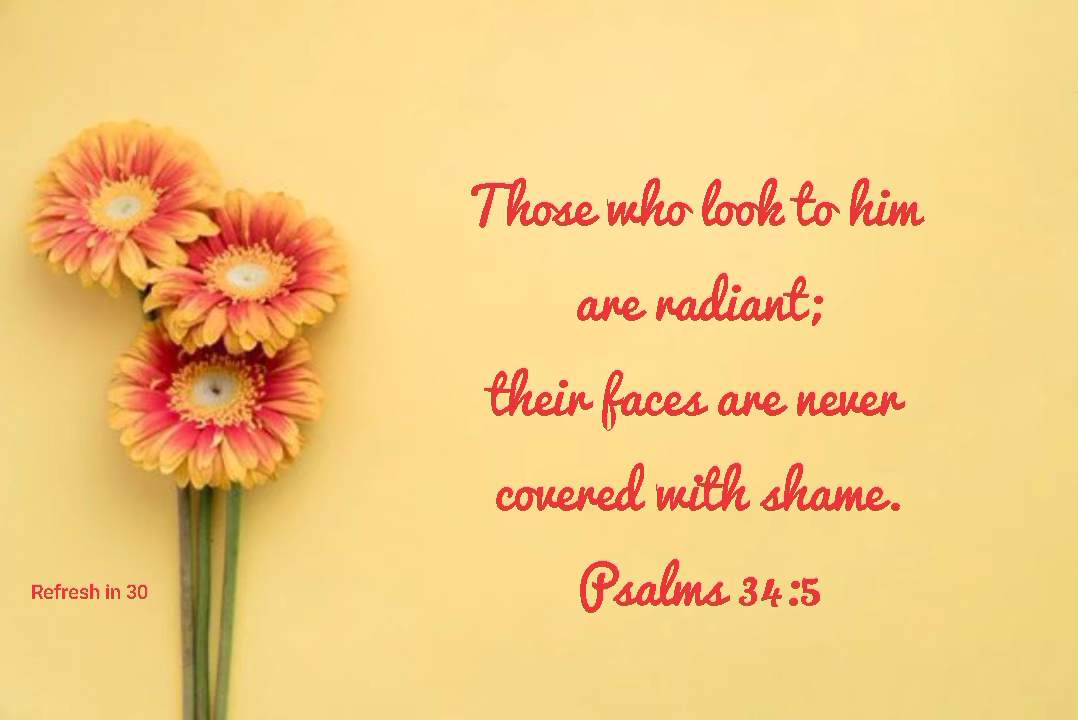 Those who look to him
are radiant;
their faces are never
covered with shame.
Psalms 34:5
Refresh in 30